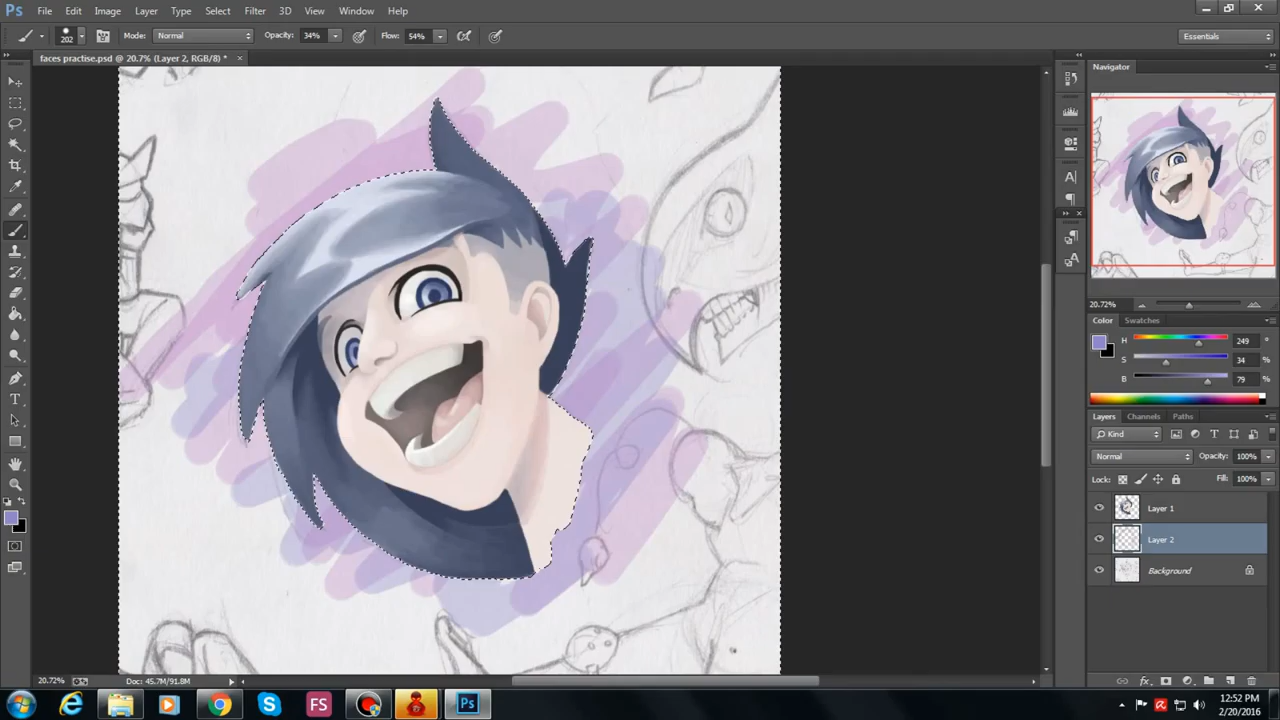 Ps File Edit Image Layer Type Select Filter 3D View Window Help
202 Mode: Normal Opacity: 34% Flow: 54% Essentials
faces practise.psd @ 20.7% (Layer 2, RGB/8) * ×
Navigator
20.72%
Color Swatches
H 249 °
S 34 %
B 79 %
Layers Channels Paths
Kind
Normal Opacity: 100%
Lock: Fill: 100%
Layer 1
Layer 2
Background
20.72% Doc: 45.7M/91.8M
FS Ps
12:52 PM
2/20/2016